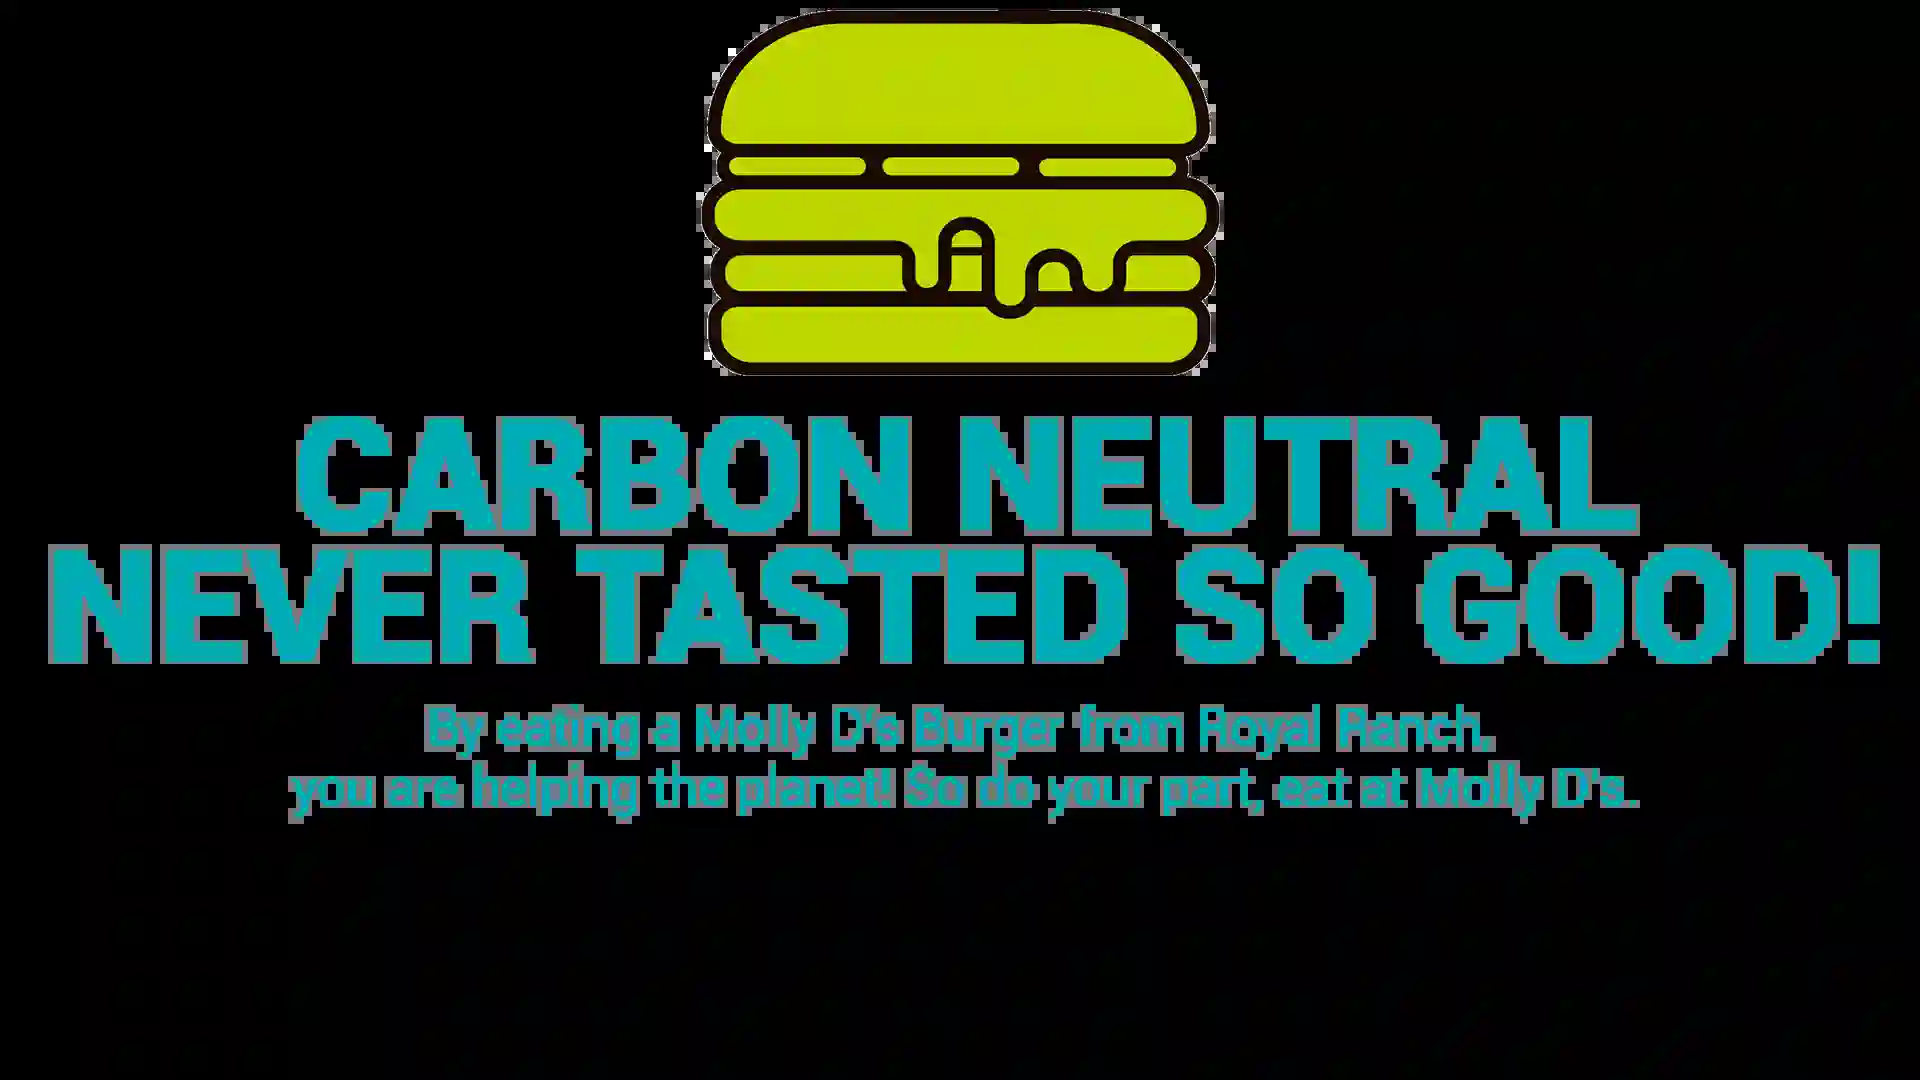 CARBON NEUTRAL
NEVER TASTED SO GOOD!
By eating a Molly D's Burger from Royal Ranch,
you are helping the planet! So do your part, eat at Molly D's.